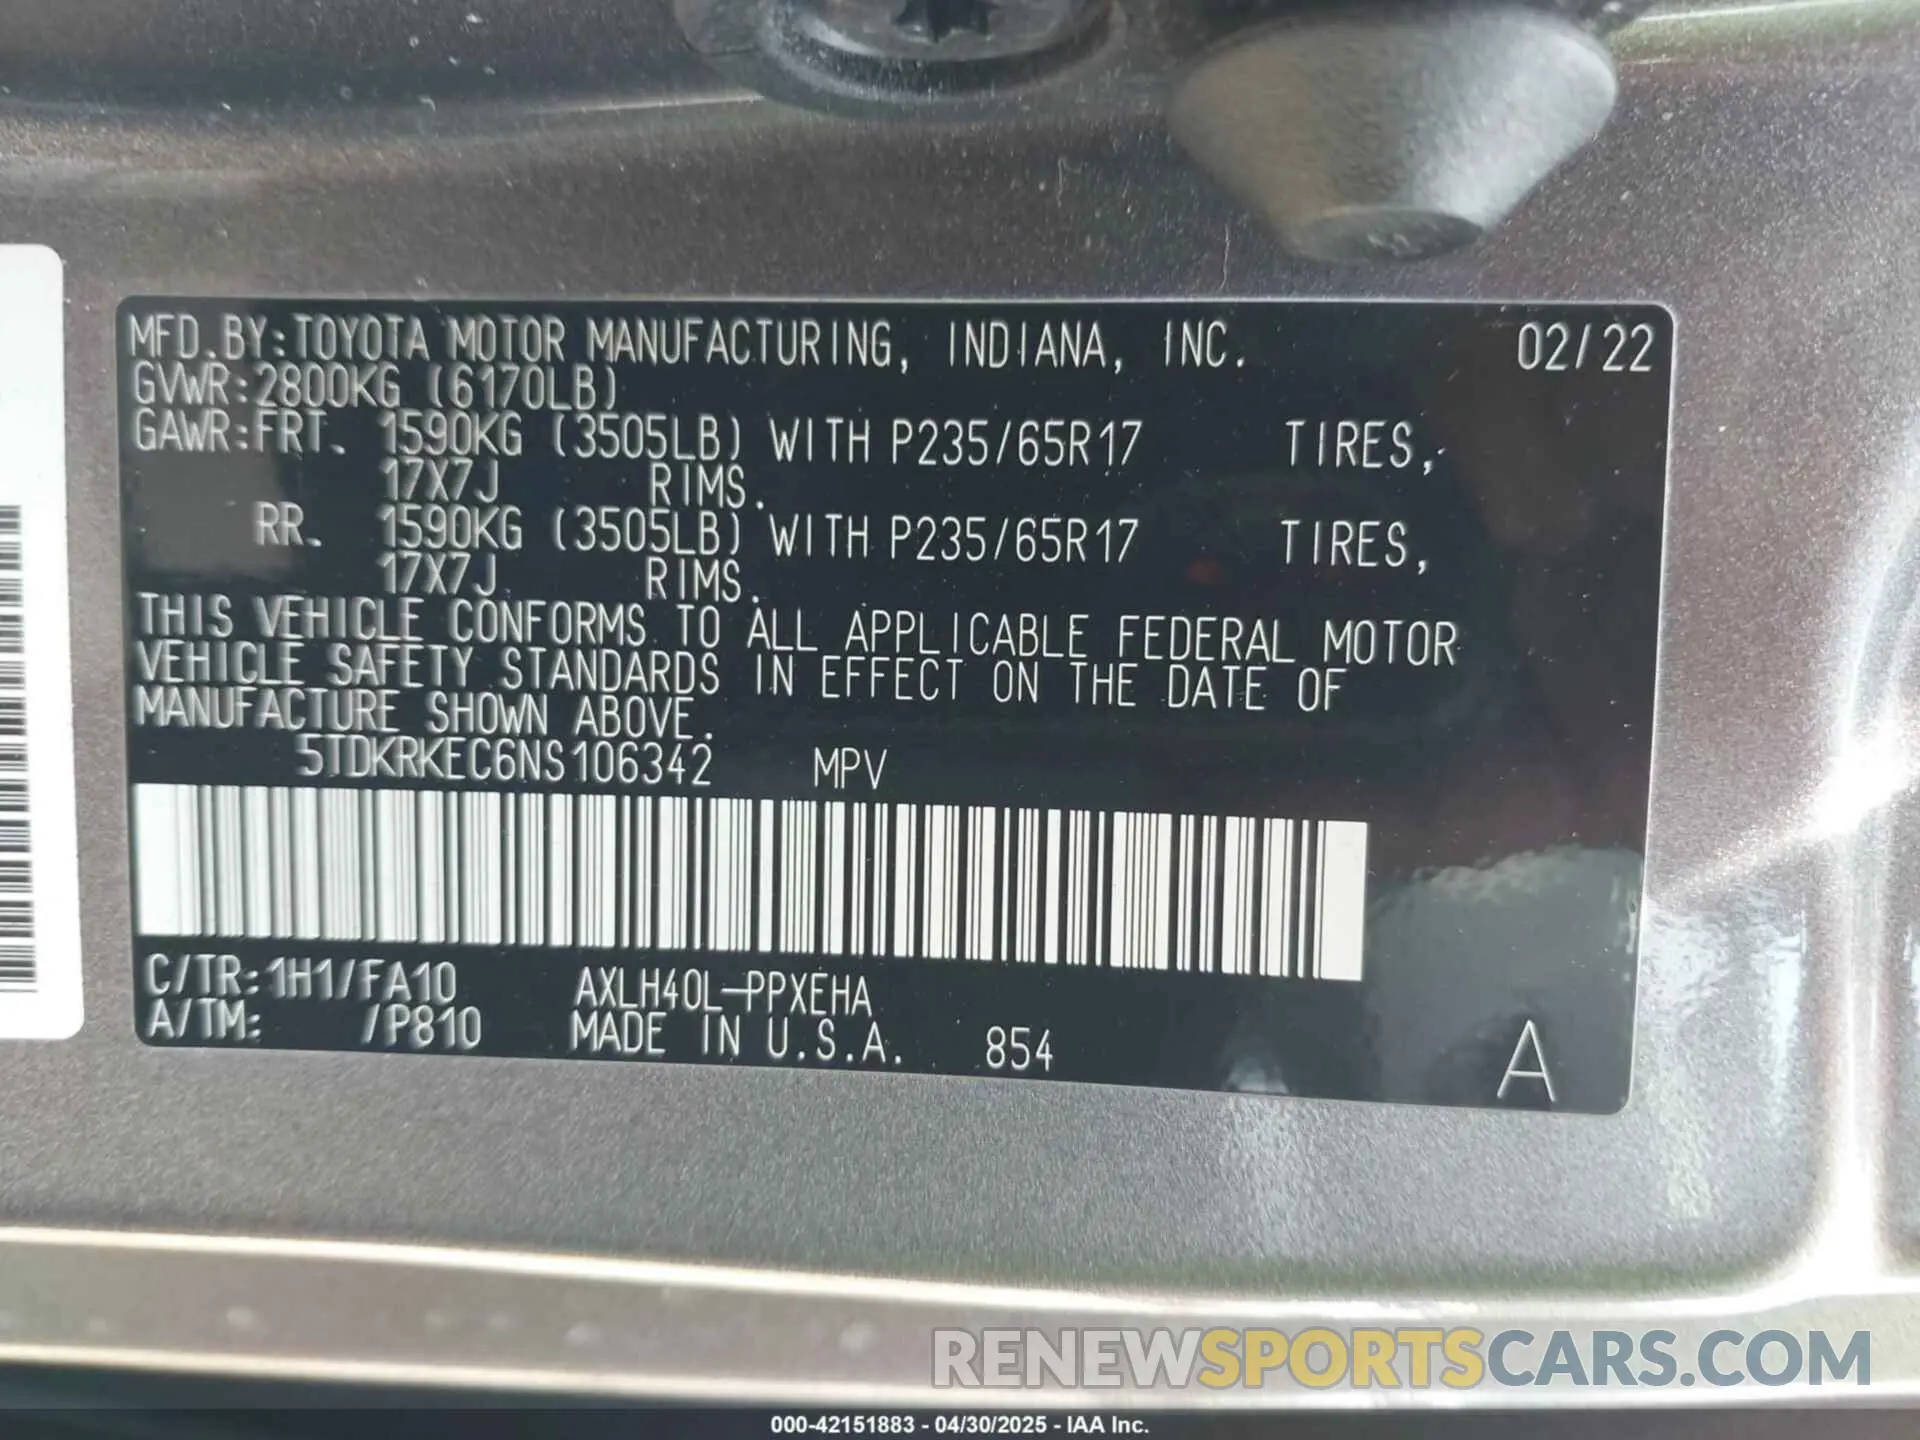 MFD.BY:TOYOTA MOTOR MANUFACTURING, INDIANA, INC. 02/22
GVWR:2800KG (6170LB)
GAWR:FRT. 1590KG (3505LB) WITH P235/65R17 TIRES,
17X7J RIMS.
RR. 1590KG (3505LB) WITH P235/65R17 TIRES,
17X7J RIMS.
THIS VEHICLE CONFORMS TO ALL APPLICABLE FEDERAL MOTOR
VEHICLE SAFETY STANDARDS IN EFFECT ON THE DATE OF
MANUFACTURE SHOWN ABOVE.
5TDKRKEC6NS106342 MPV
C/TR:1H1/FA10 AXLH40L-PPXEHA
A/TM: /P810 MADE IN U.S.A. 854 A
RENEWSPORTSCARS.COM
000-42151883 - 04/30/2025 - IAA Inc.